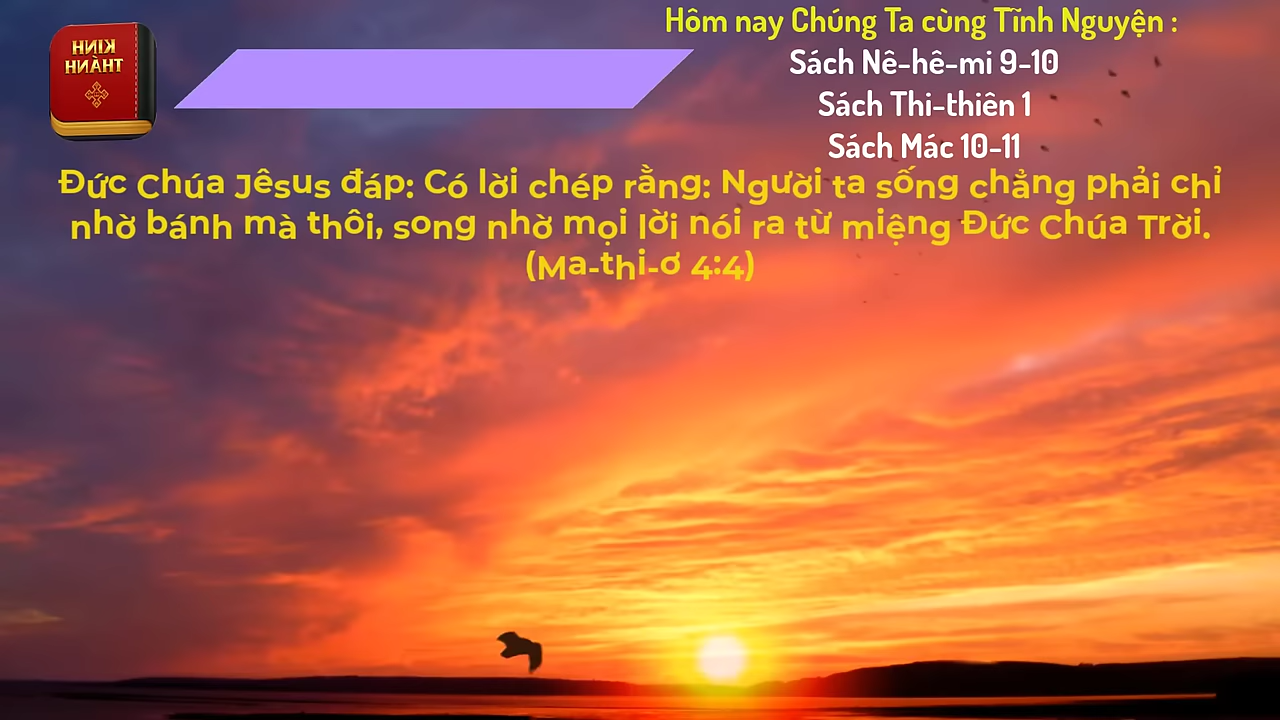 KINH
THÁNH
Hôm nay Chúng Ta cùng Tĩnh Nguyện :
Sách Nê-hê-mi 9-10
Sách Thi-thiên 1
Sách Mác 10-11
Đức Chúa Jêsus đáp: Có lời chép rằng: Người ta sống chẳng phải chỉ
nhờ bánh mà thôi, song nhờ mọi lời nói ra từ miệng Đức Chúa Trời.
(Ma-thi-ơ 4:4)